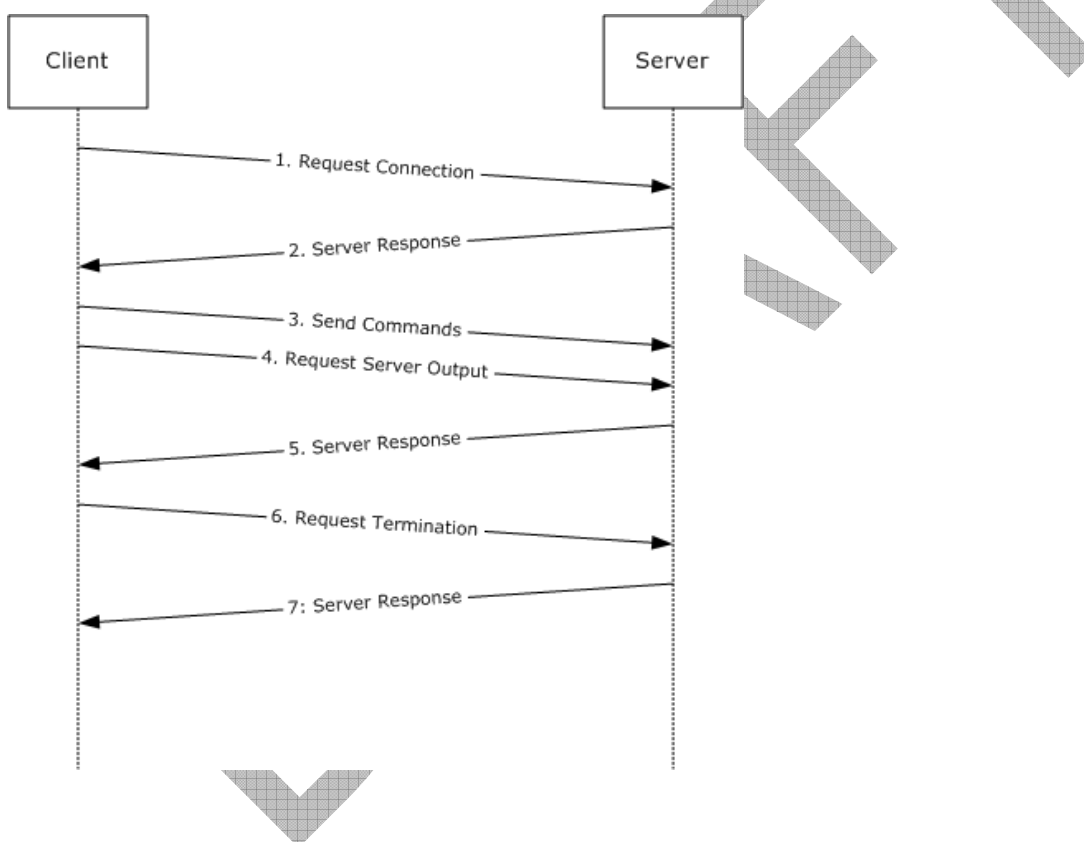 Client
Server
1. Request Connection
2. Server Response
3. Send Commands
4. Request Server Output
5. Server Response
6. Request Termination
7: Server Response